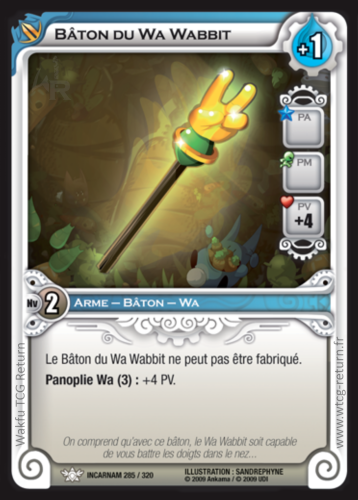 BÂTON DU WA WABBIT
+1
PA
PM
PV
+4
Nv 2 ARME – BÂTON – WA
Le Bâton du Wa Wabbit ne peut pas être fabriqué.
Panoplie Wa (3) : +4 PV.
On comprend qu'avec ce bâton, le Wa Wabbit soit capable
de vous battre les doigts dans le nez...
INCARNAM 285 / 320
ILLUSTRATION : SANDREPHYNE
© 2009 Ankama / © 2009 UDI
Wakfu TCG Return
www.wtcg-return.fr